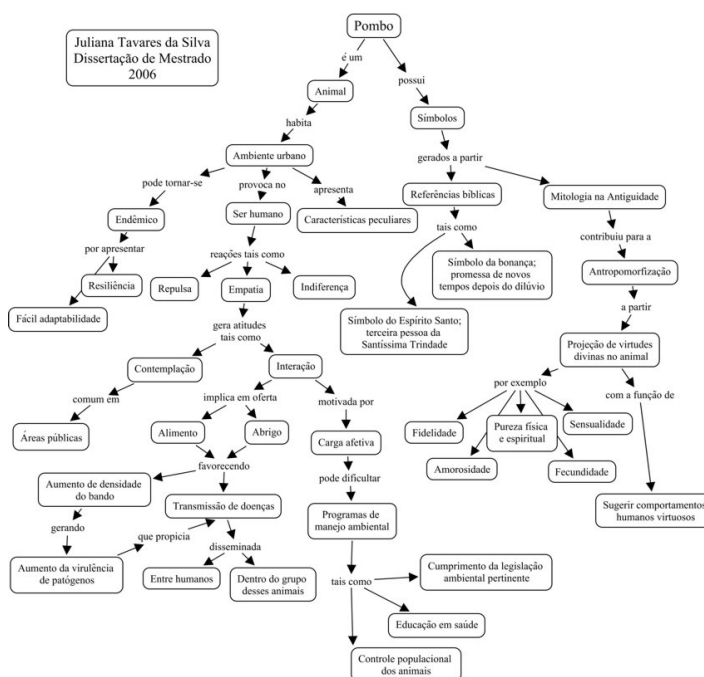 Juliana Tavares da Silva
Dissertação de Mestrado
2006
Pombo
é um
possui
Animal
Símbolos
habita
gerados a partir
Ambiente urbano
pode tornar-se
provoca no
apresenta
Referências bíblicas
Mitologia na Antiguidade
Endêmico
Ser humano
Características peculiares
tais como
contribuiu para a
por apresentar
reações tais como
Símbolo da bonança;
promessa de novos
tempos depois do dilúvio
Antropomorfização
Resiliência
Repulsa
Empatia
Indiferença
a partir
Fácil adaptabilidade
gera atitudes
tais como
Símbolo do Espírito Santo;
terceira pessoa da
Santíssima Trindade
Projeção de virtudes
divinas no animal
Contemplação
Interação
por exemplo
com a função de
comum em
implica em oferta
motivada por
Fidelidade
Pureza física
e espiritual
Sensualidade
Áreas públicas
Alimento
Abrigo
Carga afetiva
Amorosidade
Fecundidade
favorecendo
pode dificultar
Aumento de densidade
do bando
Transmissão de doenças
Programas de
manejo ambiental
Sugerir comportamentos
humanos virtuosos
gerando
que propicia
disseminada
Aumento da virulência
de patógenos
Entre humanos
Dentro do grupo
desses animais
tais como
Cumprimento da legislação
ambiental pertinente
Educação em saúde
Controle populacional
dos animais